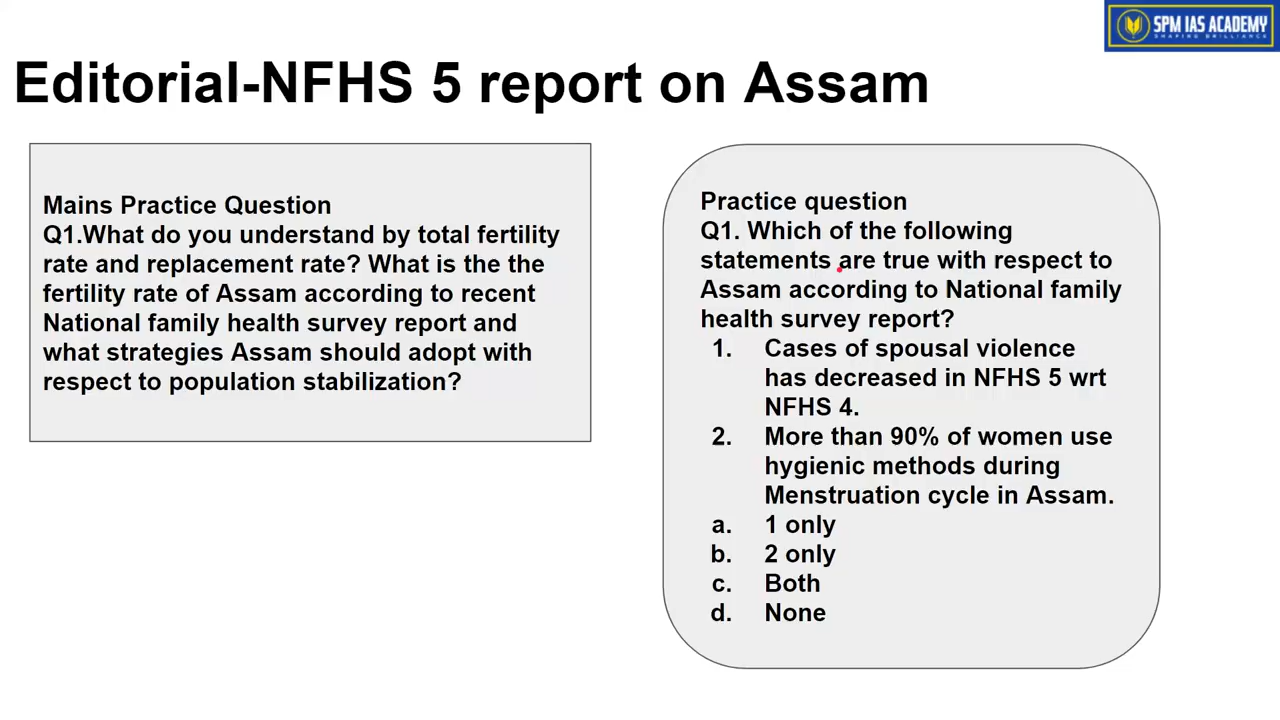 SPM IAS ACADEMY
SHAPING BRILLIANCE
Editorial-NFHS 5 report on Assam
Mains Practice Question
Q1.What do you understand by total fertility
rate and replacement rate? What is the the
fertility rate of Assam according to recent
National family health survey report and
what strategies Assam should adopt with
respect to population stabilization?
Practice question
Q1. Which of the following
statements are true with respect to
Assam according to National family
health survey report?
1. Cases of spousal violence
has decreased in NFHS 5 wrt
NFHS 4.
2. More than 90% of women use
hygienic methods during
Menstruation cycle in Assam.
a. 1 only
b. 2 only
c. Both
d. None